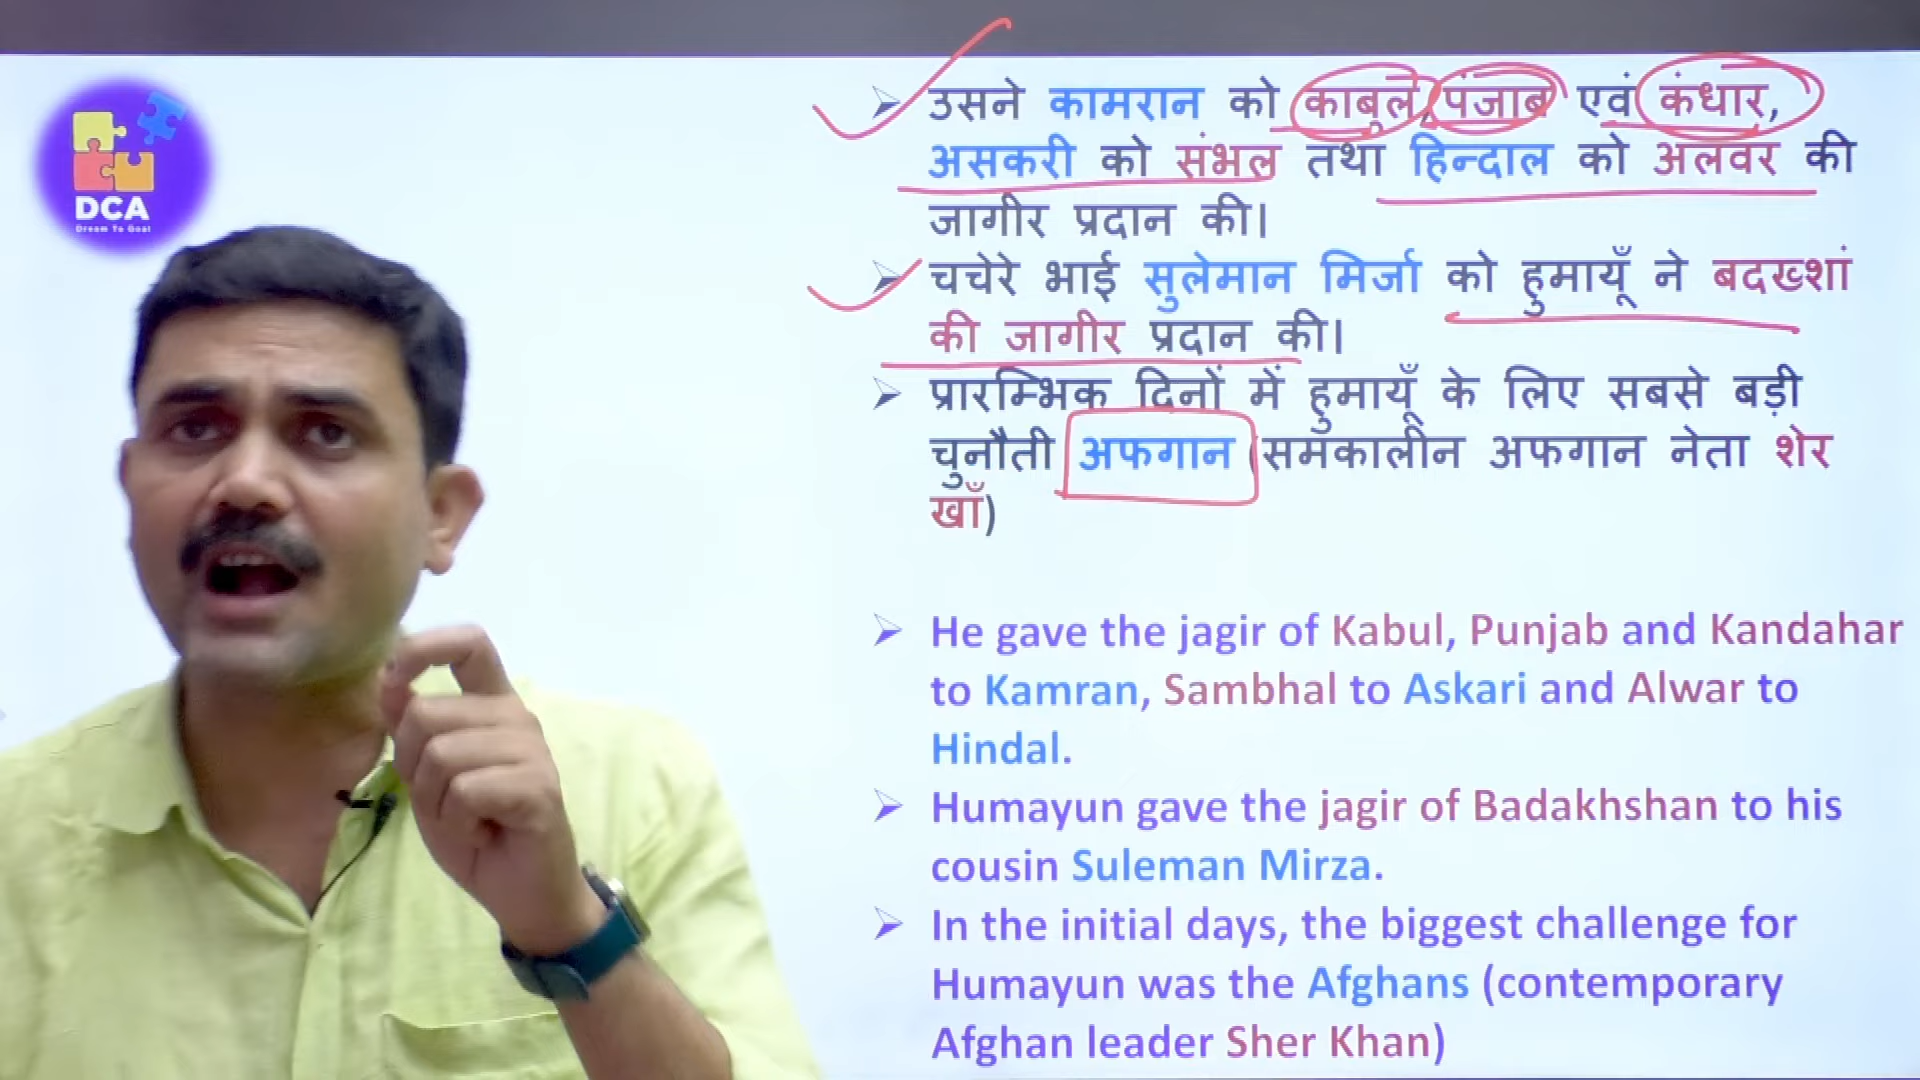 DCA
Dream To Goal
➢ उसने कामरान को काबुल, पंजाब एवं कंधार,
असकरी को संभल तथा हिन्दाल को अलवर की
जागीर प्रदान की।
➢ चचेरे भाई सुलेमान मिर्जा को हुमायूँ ने बदख्शां
की जागीर प्रदान की।
➢ प्रारम्भिक दिनों में हुमायूँ के लिए सबसे बड़ी
चुनौती अफगान (समकालीन अफगान नेता शेर
खाँ)
➢ He gave the jagir of Kabul, Punjab and Kandahar
to Kamran, Sambhal to Askari and Alwar to
Hindal.
➢ Humayun gave the jagir of Badakhshan to his
cousin Suleman Mirza.
➢ In the initial days, the biggest challenge for
Humayun was the Afghans (contemporary
Afghan leader Sher Khan)